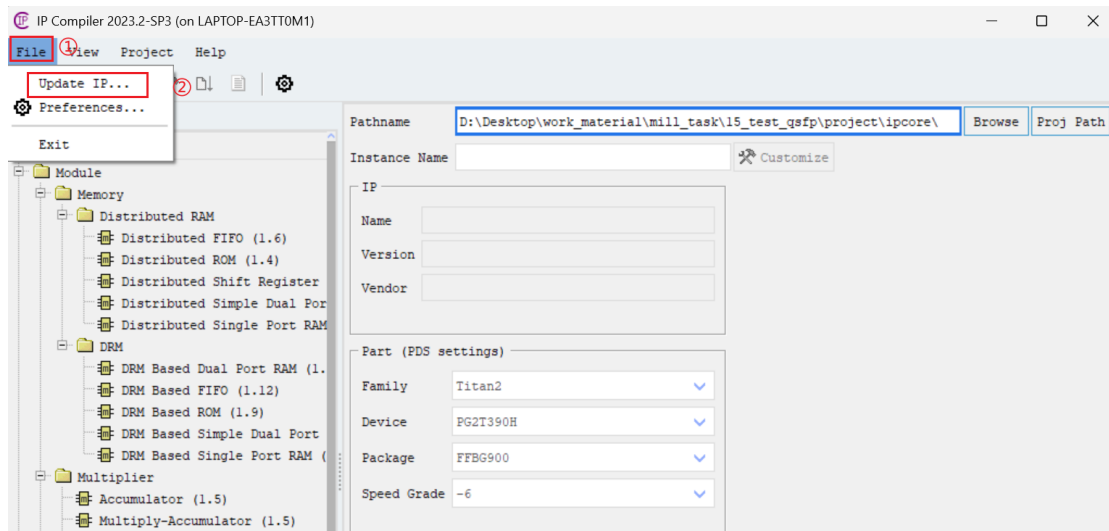 IP Compiler 2023.2-SP3 (on LAPTOP-EA3TT0M1)
File ① View Project Help
Update IP... ②
Preferences...
Exit
Pathname D:\Desktop\work_material\mill_task\15_test_qsfp\project\ipcore\ Browse Proj Path
Instance Name Customize
Module
Memory
Distributed RAM
Distributed FIFO (1.6)
Distributed ROM (1.4)
Distributed Shift Register
Distributed Simple Dual Por
Distributed Single Port RAM
DRM
DRM Based Dual Port RAM (1.
DRM Based FIFO (1.12)
DRM Based ROM (1.9)
DRM Based Simple Dual Port
DRM Based Single Port RAM (
Multiplier
Accumulator (1.5)
Multiply-Accumulator (1.5)
IP
Name
Version
Vendor
Part (PDS settings)
Family Titan2
Device PG2T390H
Package FFBG900
Speed Grade -6